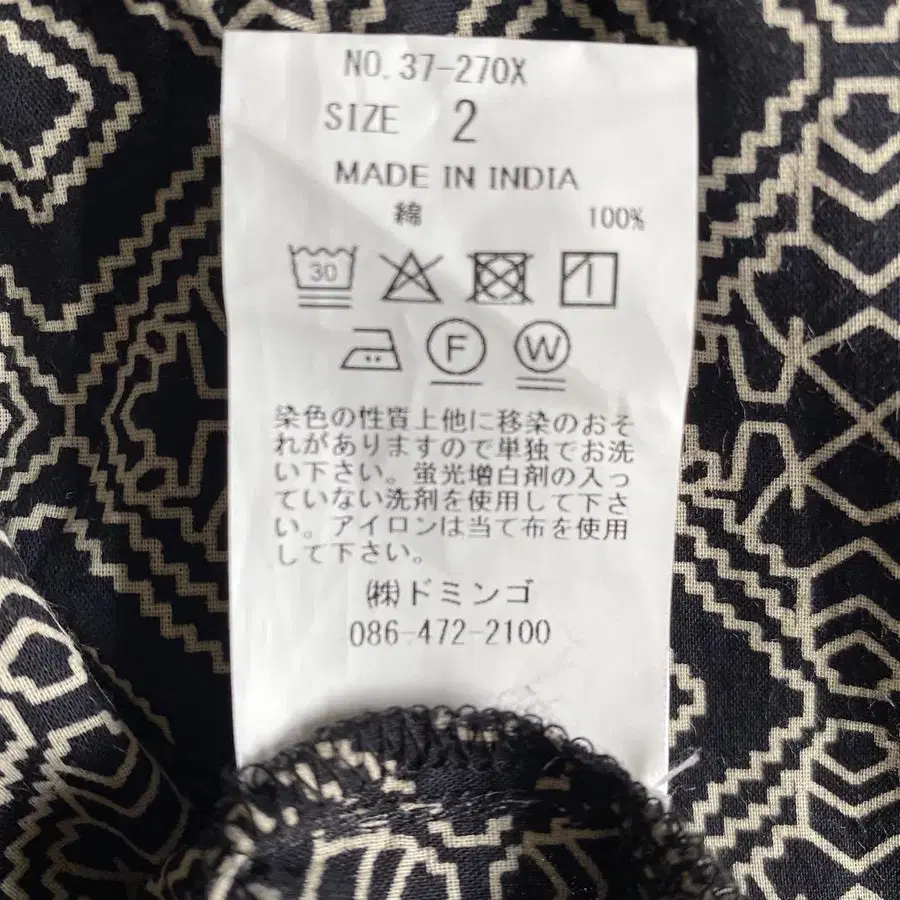 NO. 37-270X
SIZE 2
MADE IN INDIA
綿 100%
30
F W
染色の性質上他に移染のおそ
れがありますので単独でお洗
い下さい。蛍光増白剤の入っ
ていない洗剤を使用して下さ
い。アイロンは当て布を使用
して下さい。
㈱ドミンゴ
086-472-2100